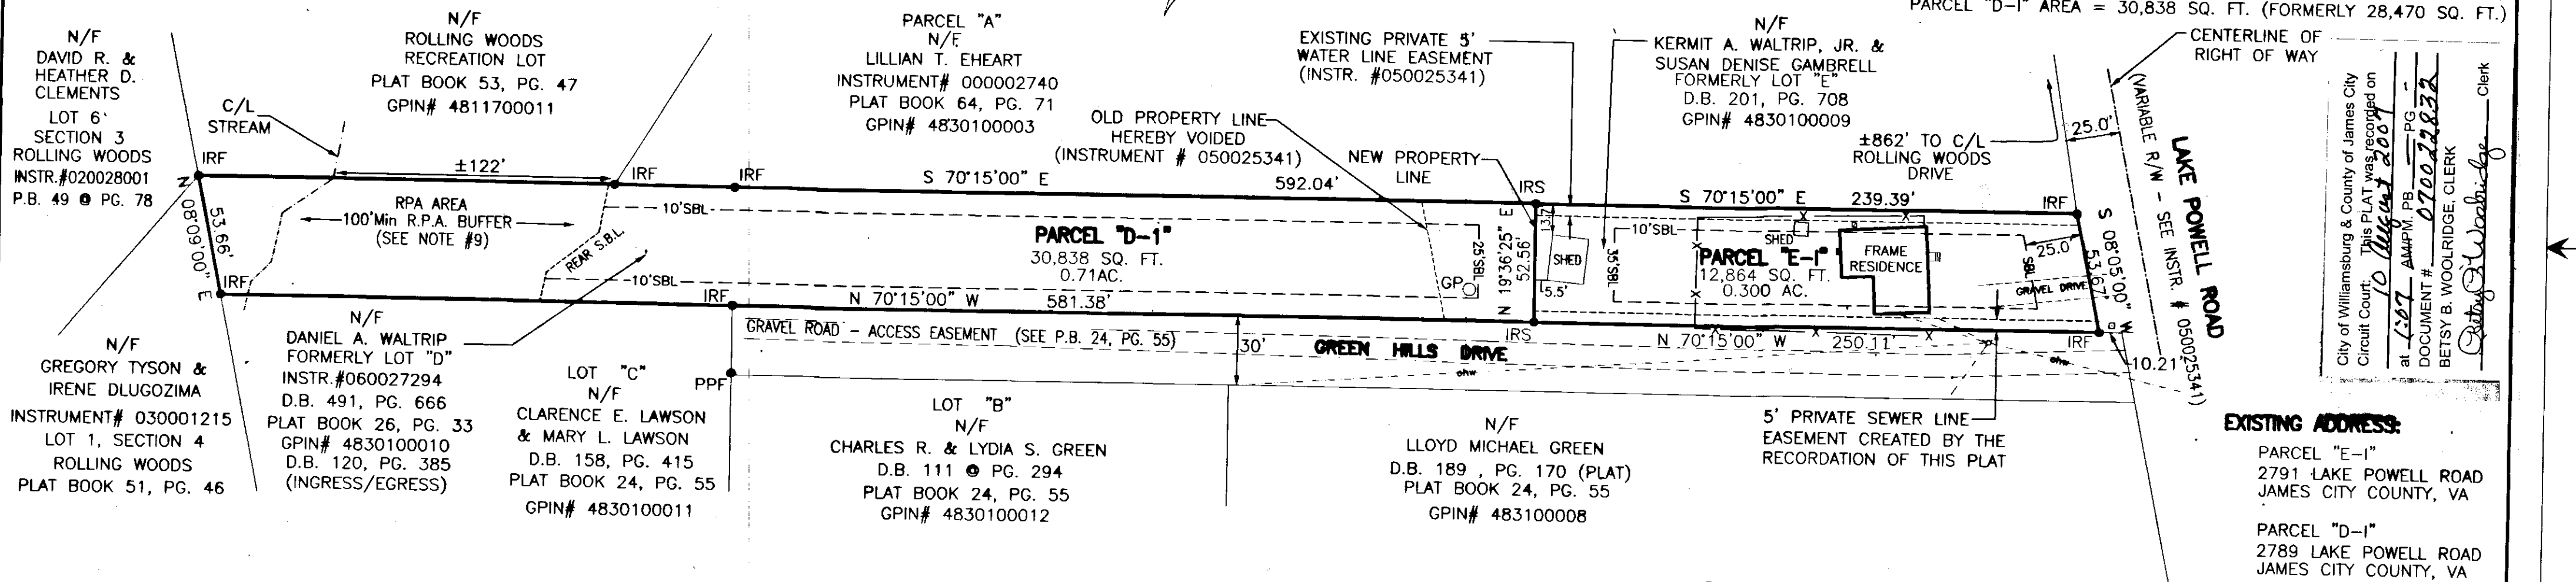 PARCEL "D-1" AREA = 30,838 SQ. FT. (FORMERLY 28,470 SQ. FT.)
N/F
DAVID R. &
HEATHER D.
CLEMENTS
LOT 6
SECTION 3
ROLLING WOODS
INSTR.#020028001
P.B. 49 @ PG. 78
C/L
STREAM
N/F
ROLLING WOODS
RECREATION LOT
PLAT BOOK 53, PG. 47
GPIN# 4811700011
PARCEL "A"
N/F
LILLIAN T. EHEART
INSTRUMENT# 000002740
PLAT BOOK 64, PG. 71
GPIN# 4830100003
OLD PROPERTY LINE
HEREBY VOIDED
(INSTRUMENT # 050025341)
EXISTING PRIVATE 5'
WATER LINE EASEMENT
(INSTR. #050025341)
NEW PROPERTY
LINE
N/F
KERMIT A. WALTRIP, JR. &
SUSAN DENISE GAMBRELL
FORMERLY LOT "E"
D.B. 201, PG. 708
GPIN# 4830100009
±862' TO C/L
ROLLING WOODS
DRIVE
CENTERLINE OF
RIGHT OF WAY
25.0'
(VARIABLE R/W - SEE INSTR. # 050025341)
LAKE POWELL ROAD
City of Williamsburg & County of James City
Circuit Court: This PLAT was recorded on
10 August 2007
at 1:07 AM/PM. PB - PG -
DOCUMENT # 070022832
BETSY B. WOOLRIDGE, CLERK
Betsy B Woolridge Clerk
IRF
±122'
IRF
IRF
S 70°15'00" E
592.04'
IRS
S 70°15'00" E
239.39'
IRF
N 08°09'00" E
53.66'
RPA AREA
100'Min R.P.A. BUFFER
(SEE NOTE #9)
REAR S.B.L.
10'SBL
PARCEL "D-1"
30,838 SQ. FT.
0.71AC.
10'SBL
25'SBL
GP
N 19°36'25" E
52.56'
13.7'
SHED
5.5'
35'SBL
10'SBL
SHED
PARCEL "E-1"
12,864 SQ. FT.
0.300 AC.
FRAME
RESIDENCE
25.0'
SBL
GRAVEL DRIVE
S 08°05'00" W
53.67'
IRF
IRF
N 70°15'00" W
581.38'
IRS
N 70°15'00" W
250.11'
IRF
10.21'
GRAVEL ROAD - ACCESS EASEMENT (SEE P.B. 24, PG. 55)
30'
GREEN HILLS DRIVE
ohw
ohw
PPF
N/F
GREGORY TYSON &
IRENE DLUGOZIMA
INSTRUMENT# 030001215
LOT 1, SECTION 4
ROLLING WOODS
PLAT BOOK 51, PG. 46
N/F
DANIEL A. WALTRIP
FORMERLY LOT "D"
INSTR.#060027294
D.B. 491, PG. 666
PLAT BOOK 26, PG. 33
GPIN# 4830100010
D.B. 120, PG. 385
(INGRESS/EGRESS)
LOT "C"
N/F
CLARENCE E. LAWSON
& MARY L. LAWSON
D.B. 158, PG. 415
PLAT BOOK 24, PG. 55
GPIN# 4830100011
LOT "B"
N/F
CHARLES R. & LYDIA S. GREEN
D.B. 111 @ PG. 294
PLAT BOOK 24, PG. 55
GPIN# 4830100012
N/F
LLOYD MICHAEL GREEN
D.B. 189 , PG. 170 (PLAT)
PLAT BOOK 24, PG. 55
GPIN# 483100008
5' PRIVATE SEWER LINE
EASEMENT CREATED BY THE
RECORDATION OF THIS PLAT
EXISTING ADDRESS:
PARCEL "E-1"
2791 LAKE POWELL ROAD
JAMES CITY COUNTY, VA
PARCEL "D-1"
2789 LAKE POWELL ROAD
JAMES CITY COUNTY, VA